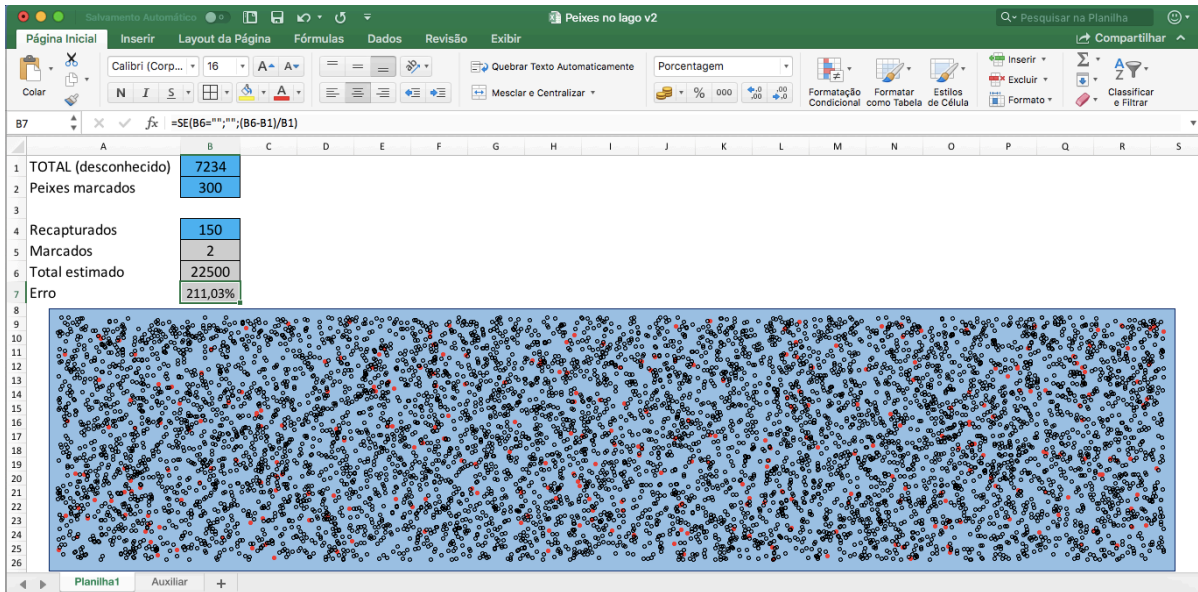 Salvamento Automático
Peixes no lago v2
Pesquisar na Planilha
Página Inicial Inserir Layout da Página Fórmulas Dados Revisão Exibir Compartilhar
Colar
Calibri (Corp... 16 A A
N I S A
Quebrar Texto Automaticamente
Mesclar e Centralizar
Porcentagem
% 000 ,0 ,00 ,00 ,0
Formatação Condicional
Formatar como Tabela
Estilos de Célula
Inserir
Excluir
Formato
Classificar e Filtrar
B7 fx =SE(B6="";"";(B6-B1)/B1)
A B C D E F G H I J K L M N O P Q R S
1 TOTAL (desconhecido) 7234
2 Peixes marcados 300
3
4 Recapturados 150
5 Marcados 2
6 Total estimado 22500
7 Erro 211,03%
8
9
10
11
12
13
14
15
16
17
18
19
20
21
22
23
24
25
26
Planilha1 Auxiliar +